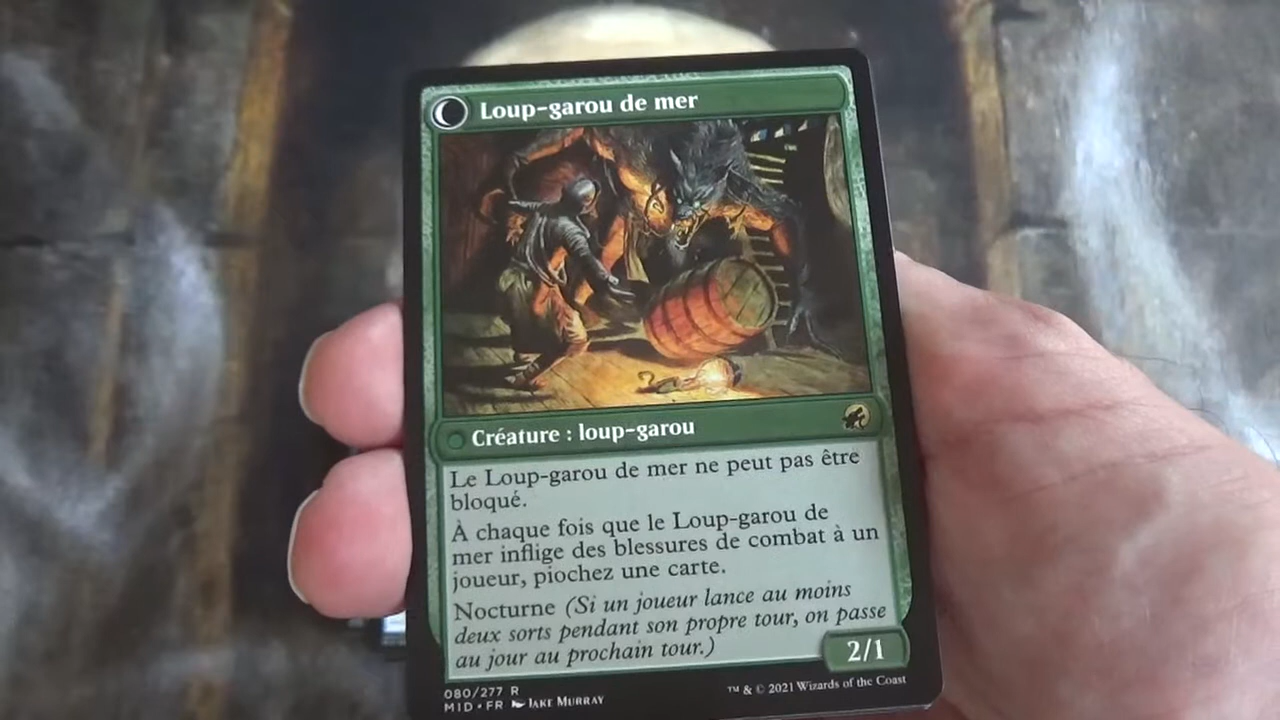 Loup-garou de mer
Créature : loup-garou
Le Loup-garou de mer ne peut pas être
bloqué.
À chaque fois que le Loup-garou de
mer inflige des blessures de combat à un
joueur, piochez une carte.
Nocturne (Si un joueur lance au moins
deux sorts pendant son propre tour, on passe
au jour au prochain tour.)
2/1
080/277 R
MID • FR Jake Murray
™ & © 2021 Wizards of the Coast